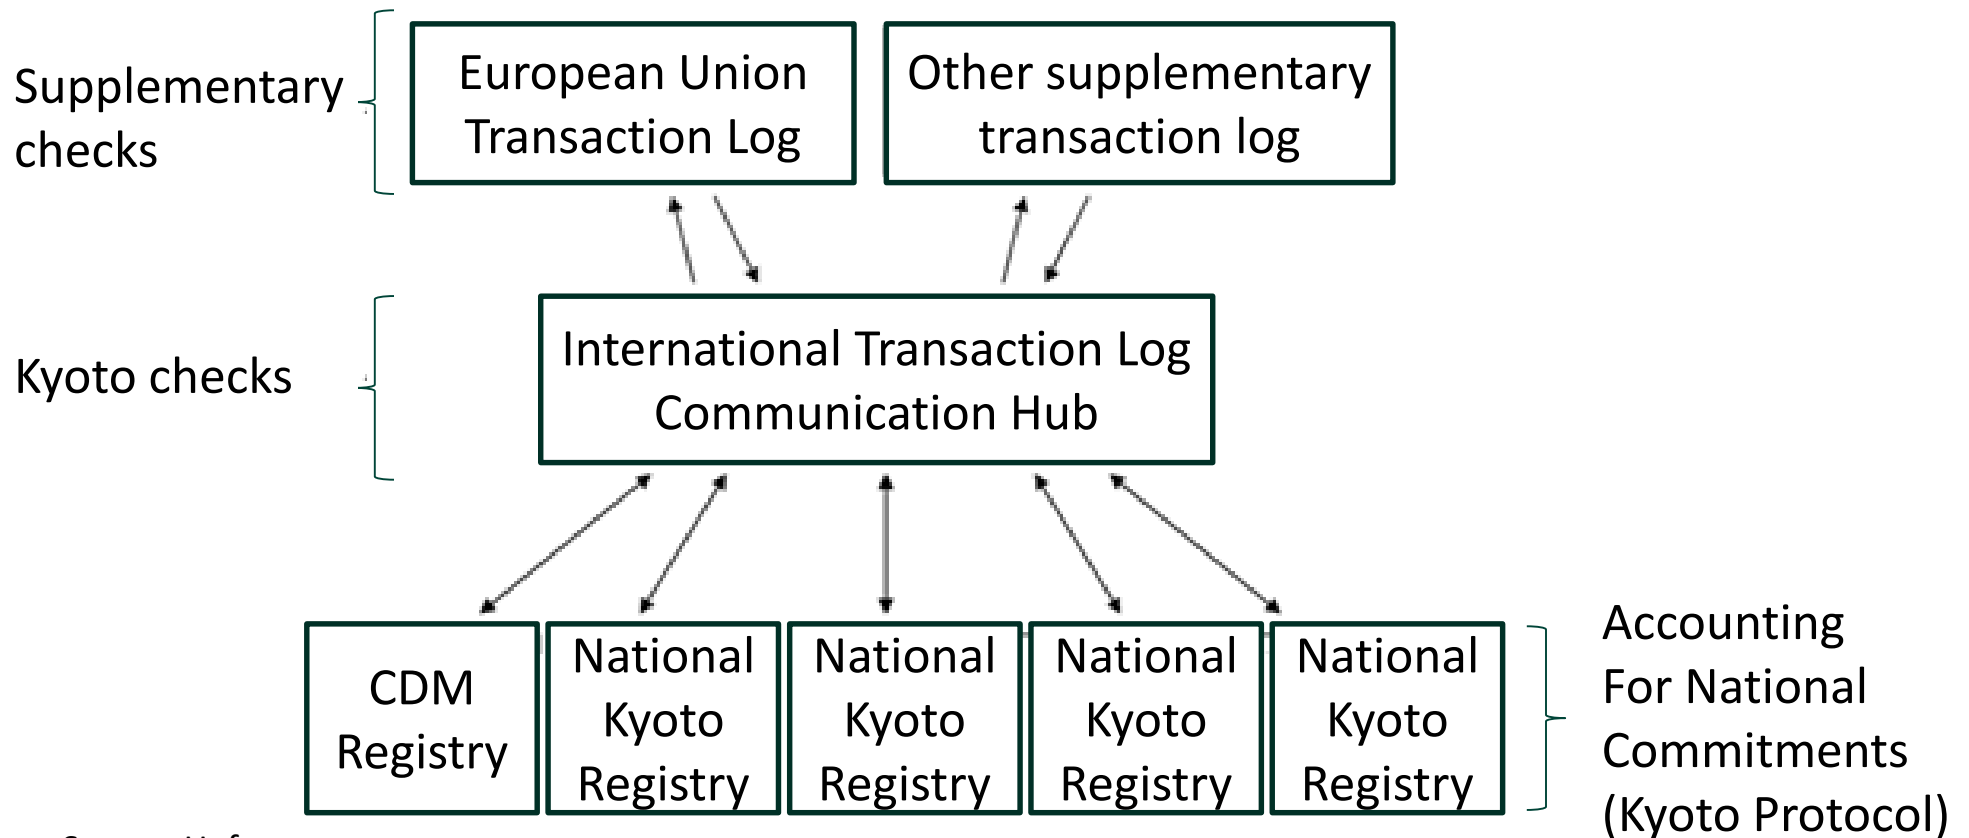 Supplementary
checks
European Union
Transaction Log
Other supplementary
transaction log
Kyoto checks
International Transaction Log
Communication Hub
CDM
Registry
National
Kyoto
Registry
National
Kyoto
Registry
National
Kyoto
Registry
National
Kyoto
Registry
Accounting
For National
Commitments
(Kyoto Protocol)